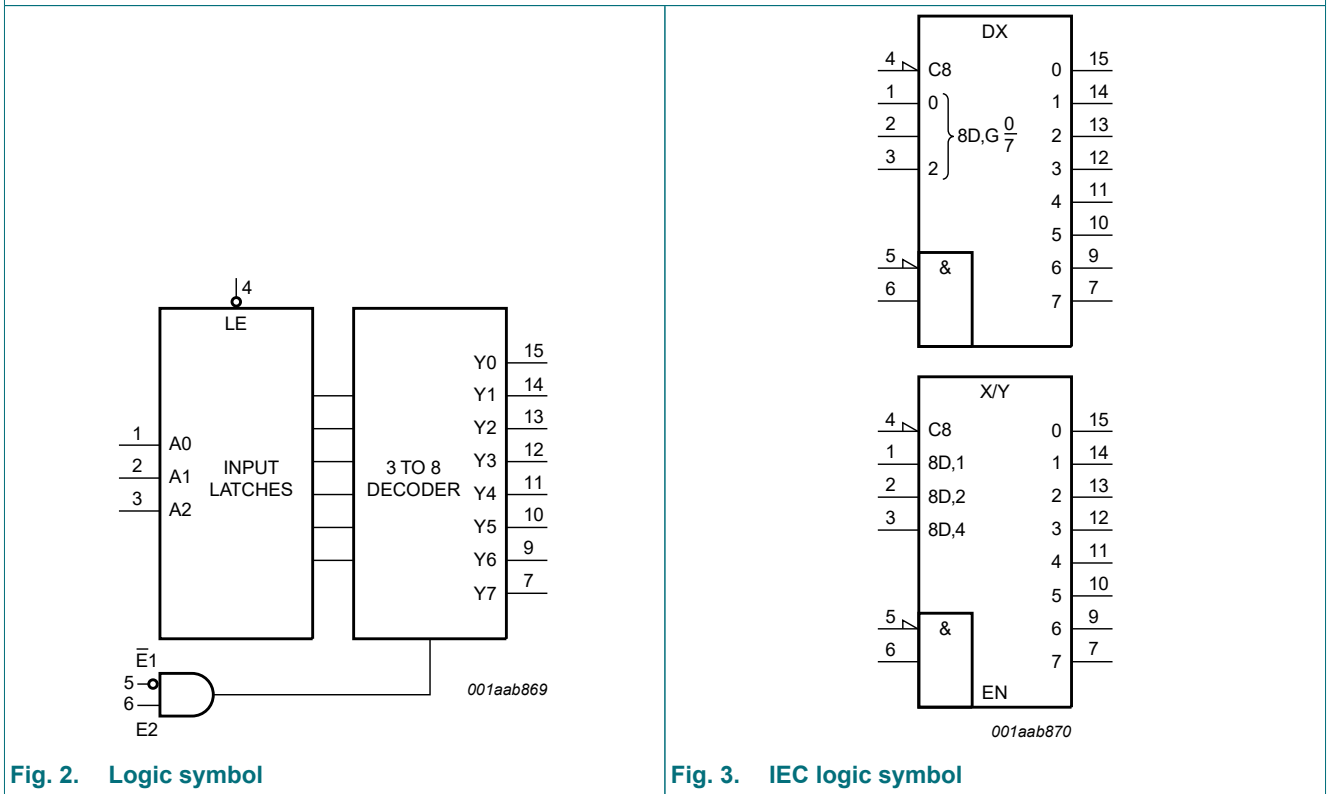 4
LE
1 A0
2 A1
3 A2
INPUT
LATCHES
3 TO 8
DECODER
Y0 15
Y1 14
Y2 13
Y3 12
Y4 11
Y5 10
Y6 9
Y7 7
E̅1
5
6
E2
001aab869
Fig. 2. Logic symbol
DX
4 C8 0 15
1 0 1 14
2 8D,G 0/7 2 13
3 2 3 12
4 11
5 10
5 & 6 9
6 7 7
X/Y
4 C8 0 15
1 8D,1 1 14
2 8D,2 2 13
3 8D,4 3 12
4 11
5 10
5 & 6 9
6 7 7
EN
001aab870
Fig. 3. IEC logic symbol